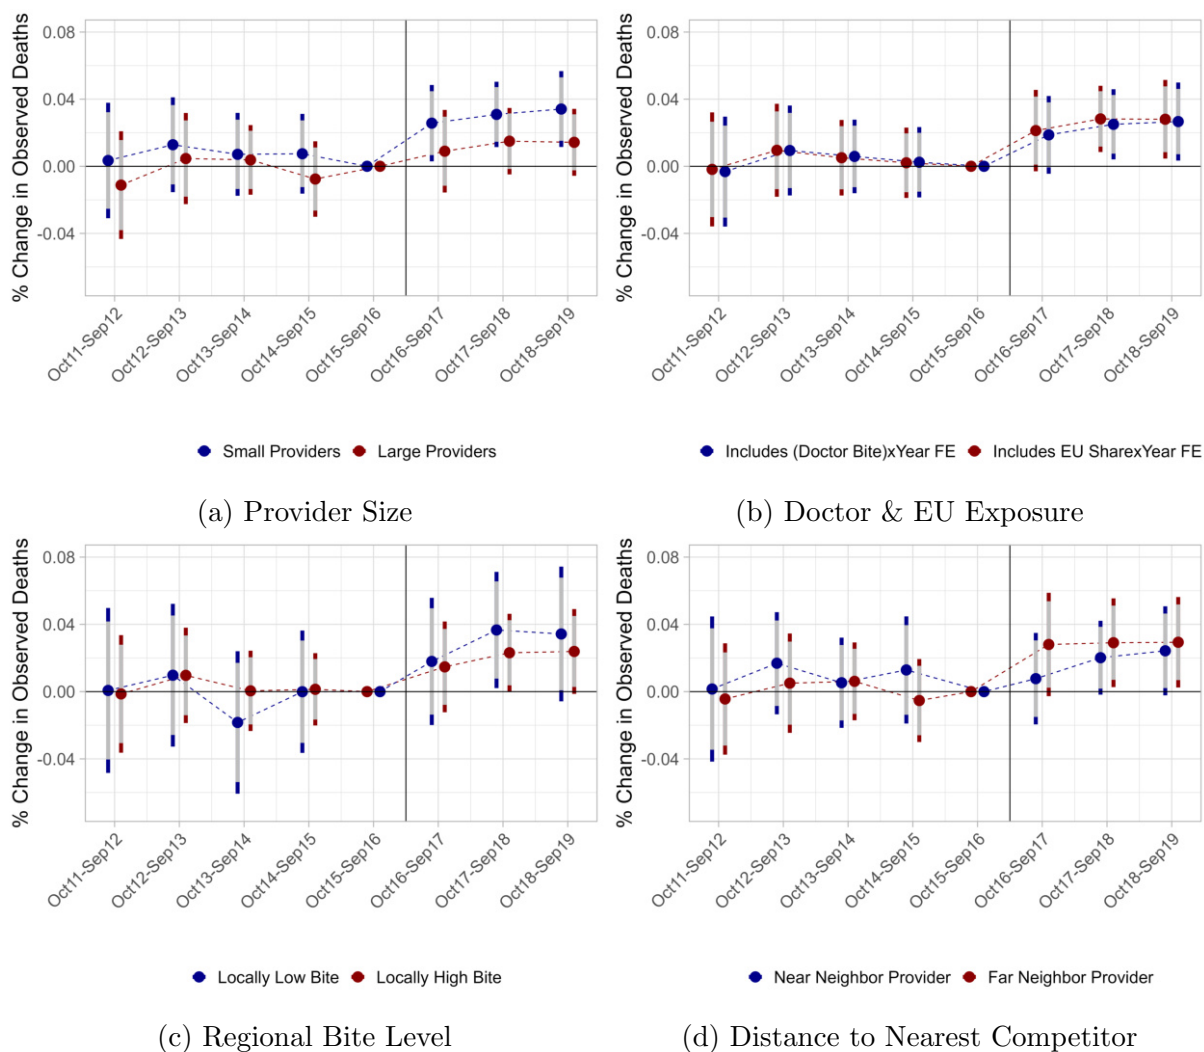 % Change in Observed Deaths
0.08
0.04
0.00
-0.04
Oct11-Sep12
Oct12-Sep13
Oct13-Sep14
Oct14-Sep15
Oct15-Sep16
Oct16-Sep17
Oct17-Sep18
Oct18-Sep19
Small Providers Large Providers
(a) Provider Size
% Change in Observed Deaths
0.08
0.04
0.00
-0.04
Oct11-Sep12
Oct12-Sep13
Oct13-Sep14
Oct14-Sep15
Oct15-Sep16
Oct16-Sep17
Oct17-Sep18
Oct18-Sep19
Includes (Doctor Bite)xYear FE Includes EU SharexYear FE
(b) Doctor & EU Exposure
% Change in Observed Deaths
0.08
0.04
0.00
-0.04
Oct11-Sep12
Oct12-Sep13
Oct13-Sep14
Oct14-Sep15
Oct15-Sep16
Oct16-Sep17
Oct17-Sep18
Oct18-Sep19
Locally Low Bite Locally High Bite
(c) Regional Bite Level
% Change in Observed Deaths
0.08
0.04
0.00
-0.04
Oct11-Sep12
Oct12-Sep13
Oct13-Sep14
Oct14-Sep15
Oct15-Sep16
Oct16-Sep17
Oct17-Sep18
Oct18-Sep19
Near Neighbor Provider Far Neighbor Provider
(d) Distance to Nearest Competitor